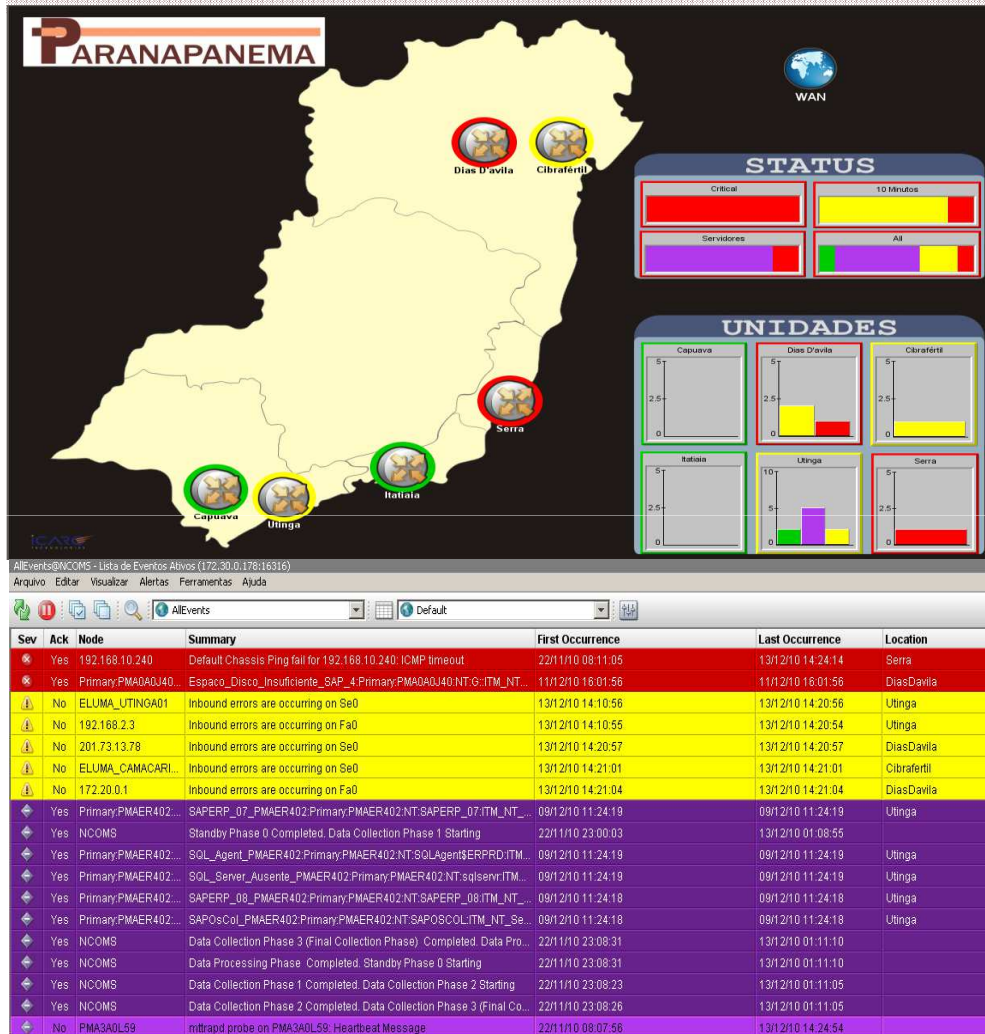 PARANAPANEMA
WAN
Dias D'avila
Cibrafértil
Serra
Itatiaia
Capuava
Utinga
ICARO
STATUS
Critical
10 Minutos
Servidores
All
UNIDADES
Capuava
5
2.5
0
Dias D'avila
5
2.5
0
Cibrafértil
5
2.5
0
Itatiaia
5
2.5
0
Utinga
10
5
0
Serra
5
2.5
0
AllEvents@NCOMS - Lista de Eventos Ativos (172.30.0.178:16316)
Arquivo Editar Visualizar Alertas Ferramentas Ajuda
AllEvents Default
Sev Ack Node Summary First Occurrence Last Occurrence Location
Yes 192.168.10.240 Default Chassis Ping fail for 192.168.10.240: ICMP timeout 22/11/10 08:11:05 13/12/10 14:24:14 Serra
Yes Primary:PMA0A0J40... Espaco_Disco_Insuficiente_SAP_4:Primary:PMA0A0J40:NT:G::ITM_NT... 11/12/10 16:01:56 11/12/10 16:01:56 DiasDavila
No ELUMA_UTINGA01 Inbound errors are occurring on Se0 13/12/10 14:10:56 13/12/10 14:20:56 Utinga
No 192.168.2.3 Inbound errors are occurring on Fa0 13/12/10 14:10:55 13/12/10 14:20:54 Utinga
No 201.73.13.78 Inbound errors are occurring on Se0 13/12/10 14:20:57 13/12/10 14:20:57 DiasDavila
No ELUMA_CAMACARI... Inbound errors are occurring on Se0 13/12/10 14:21:01 13/12/10 14:21:01 Cibrafertil
No 172.20.0.1 Inbound errors are occurring on Fa0 13/12/10 14:21:04 13/12/10 14:21:04 DiasDavila
Yes Primary:PMAER402:... SAPERP_07_PMAER402:Primary:PMAER402:NT:SAPERP_07:ITM_NT_... 09/12/10 11:24:19 09/12/10 11:24:19 Utinga
Yes NCOMS Standby Phase 0 Completed. Data Collection Phase 1 Starting 22/11/10 23:00:03 13/12/10 01:08:55
Yes Primary:PMAER402:... SQL_Agent_PMAER402:Primary:PMAER402:NT:SQLAgent$ERPRD:ITM... 09/12/10 11:24:19 09/12/10 11:24:19 Utinga
Yes Primary:PMAER402:... SQL_Server_Ausente_PMAER402:Primary:PMAER402:NT:sqlservr:ITM... 09/12/10 11:24:19 09/12/10 11:24:19 Utinga
Yes Primary:PMAER402:... SAPERP_08_PMAER402:Primary:PMAER402:NT:SAPERP_08:ITM_NT_... 09/12/10 11:24:18 09/12/10 11:24:18 Utinga
Yes Primary:PMAER402:... SAPOsCol_PMAER402:Primary:PMAER402:NT:SAPOSCOL:ITM_NT_Se... 09/12/10 11:24:18 09/12/10 11:24:18 Utinga
Yes NCOMS Data Collection Phase 3 (Final Collection Phase) Completed. Data Pro... 22/11/10 23:08:31 13/12/10 01:11:10
Yes NCOMS Data Processing Phase Completed. Standby Phase 0 Starting 22/11/10 23:08:31 13/12/10 01:11:10
Yes NCOMS Data Collection Phase 1 Completed. Data Collection Phase 2 Starting 22/11/10 23:08:23 13/12/10 01:11:05
Yes NCOMS Data Collection Phase 2 Completed. Data Collection Phase 3 (Final Co... 22/11/10 23:08:26 13/12/10 01:11:05
No PMA3A0L59 mttrapd probe on PMA3A0L59: Heartbeat Message 22/11/10 08:07:56 13/12/10 14:24:54